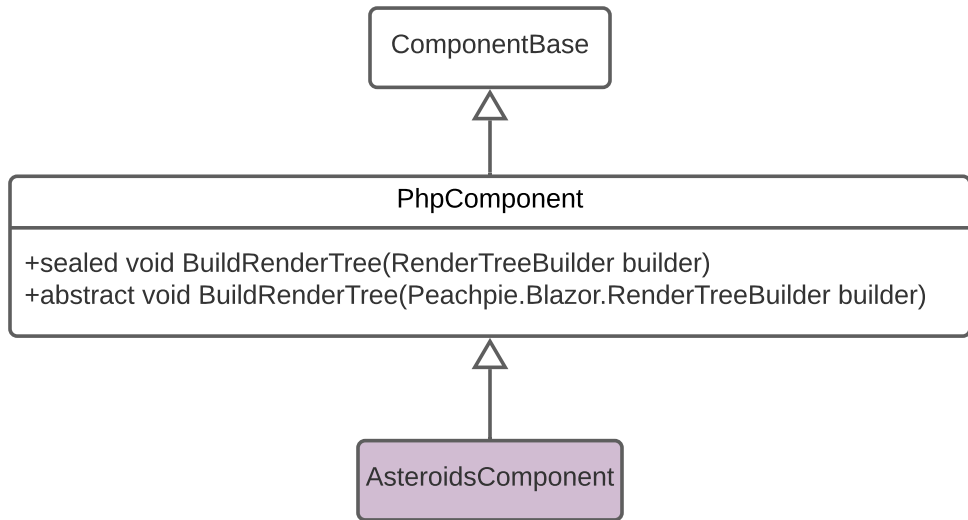 ComponentBase
PhpComponent
+sealed void BuildRenderTree(RenderTreeBuilder builder)
+abstract void BuildRenderTree(Peachpie.Blazor.RenderTreeBuilder builder)
AsteroidsComponent